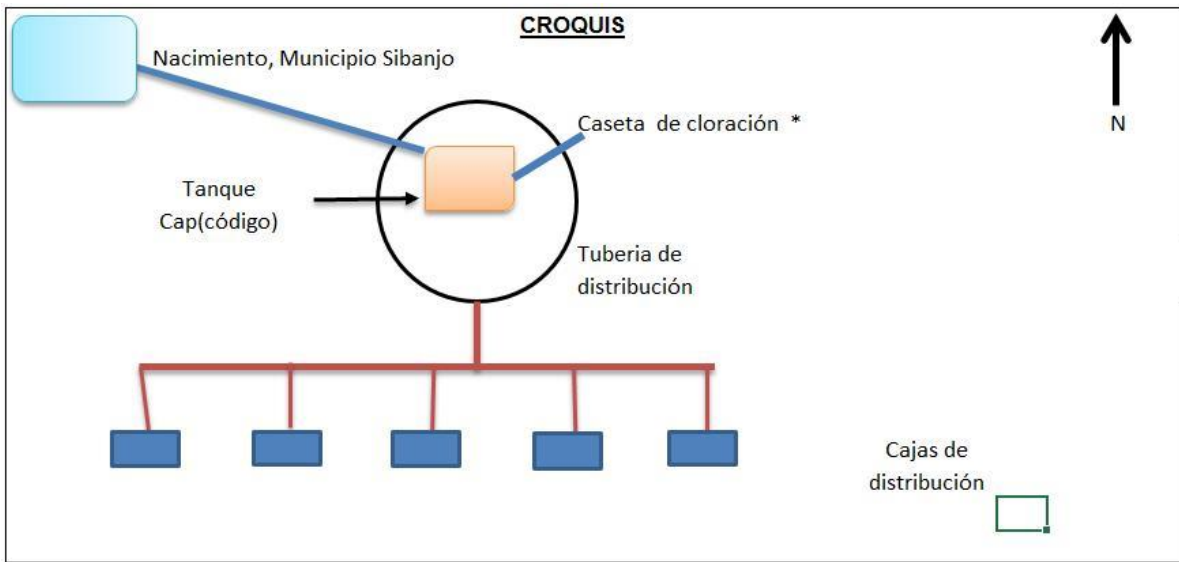 CROQUIS
Nacimiento, Municipio Sibanjo
N
Caseta de cloración *
Tanque
Cap(código)
Tuberia de
distribución
Cajas de
distribución